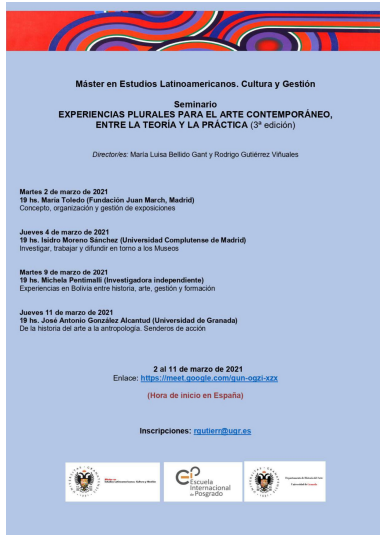 Máster en Estudios Latinoamericanos. Cultura y Gestión
Seminario
EXPERIENCIAS PLURALES PARA EL ARTE CONTEMPORÁNEO,
ENTRE LA TEORÍA Y LA PRÁCTICA (3ª edición)
Director/es: María Luisa Bellido Gant y Rodrigo Gutiérrez Viñuales
Martes 2 de marzo de 2021
19 hs. María Toledo (Fundación Juan March, Madrid)
Concepto, organización y gestión de exposiciones
Jueves 4 de marzo de 2021
19 hs. Isidro Moreno Sánchez (Universidad Complutense de Madrid)
Investigar, trabajar y difundir en torno a los Museos
Martes 9 de marzo de 2021
19 hs. Michela Pentimalli (Investigadora independiente)
Experiencias en Bolivia entre historia, arte, gestión y formación
Jueves 11 de marzo de 2021
19 hs. José Antonio González Alcantud (Universidad de Granada)
De la historia del arte a la antropología. Senderos de acción
2 al 11 de marzo de 2021
Enlace: https://meet.google.com/gun-ogzi-xzx
(Hora de inicio en España)
Inscripciones: rgutierr@ugr.es
Escuela
Internacional
de Posgrado